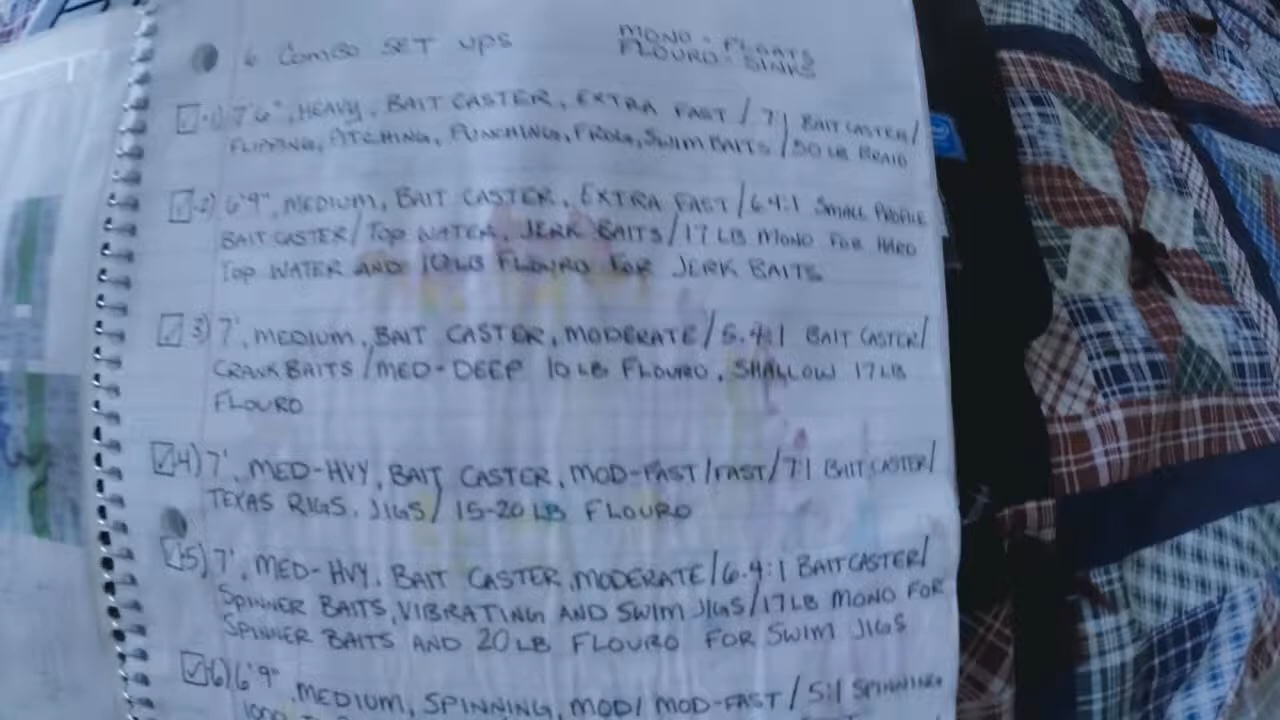 6 COMBO SET UPS
MONO - FLOATS
FLOURO - SINKS
1) 7'6", HEAVY, BAIT CASTER, EXTRA FAST / 7:1 BAITCASTER/
FLIPPING, PITCHING, PUNCHING, FROG, SWIM BAITS / 50 LB BRAID
2) 6'9", MEDIUM, BAIT CASTER, EXTRA FAST / 6.4:1 SMALL PROFILE
BAIT CASTER / TOP WATER, JERK BAITS / 17 LB MONO FOR HARD
TOP WATER AND 10 LB FLOURO FOR JERK BAITS
3) 7', MEDIUM, BAIT CASTER, MODERATE / 5.4:1 BAIT CASTER/
CRANKBAITS / MED-DEEP 10 LB FLOURO, SHALLOW 17 LB
FLOURO
4) 7', MED-HVY, BAIT CASTER, MOD-FAST/FAST / 7:1 BAITCASTER/
TEXAS RIGS, JIGS / 15-20 LB FLOURO
5) 7', MED-HVY, BAIT CASTER, MODERATE / 6.4:1 BAITCASTER/
SPINNER BAITS, VIBRATING AND SWIM JIGS / 17 LB MONO FOR
SPINNER BAITS AND 20 LB FLOURO FOR SWIM JIGS
6) 6'9", MEDIUM, SPINNING, MOD/ MOD-FAST / 5:1 SPINNING